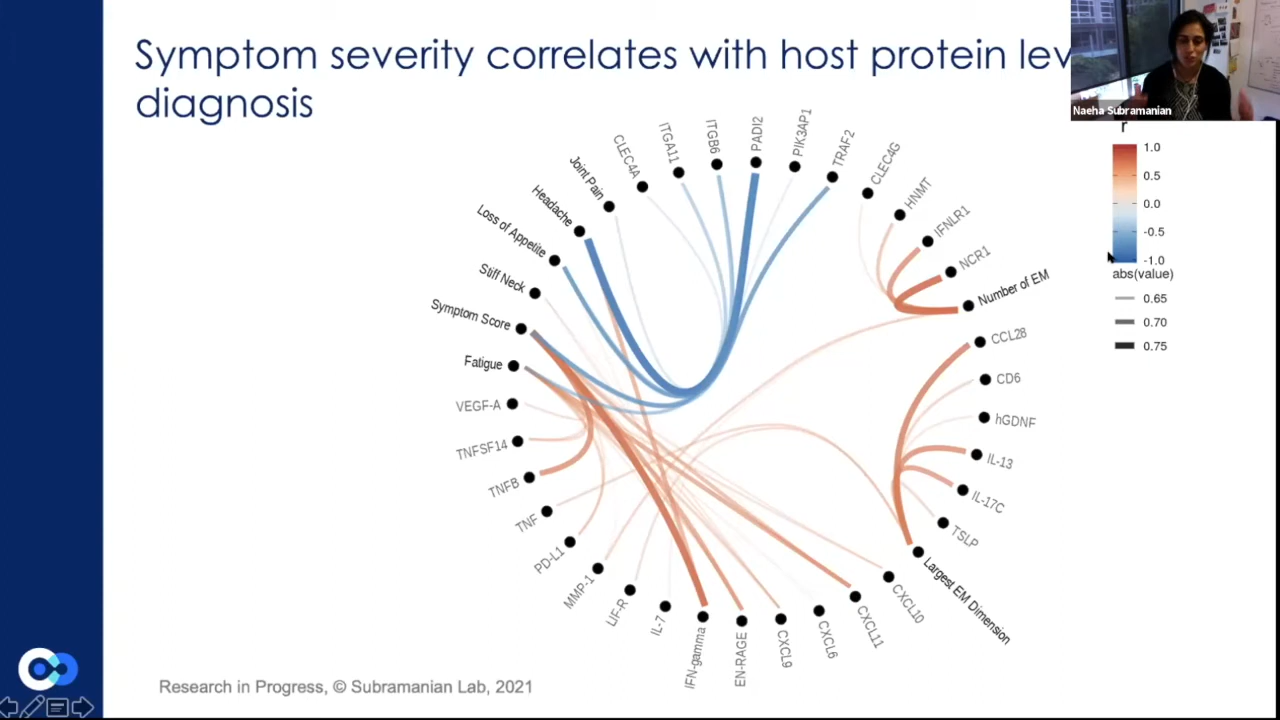 Symptom severity correlates with host protein lev
diagnosis
Naeha Subramanian
r
1.0
0.5
0.0
-0.5
-1.0
abs(value)
0.65
0.70
0.75
Joint Pain
CLEC4A
ITGA11
ITGB6
PADI2
PIK3AP1
TRAF2
CLEC4G
HNMT
IFNLR1
NCR1
Number of EM
CCL28
CD6
hGDNF
IL-13
IL-17C
TSLP
Largest EM Dimension
CXCL10
CXCL11
CXCL6
CXCL9
EN-RAGE
IFN-gamma
IL-7
LIF-R
MMP-1
PD-L1
TNF
TNFB
TNFSF14
VEGF-A
Fatigue
Symptom Score
Stiff Neck
Loss of Appetite
Headache
Research in Progress, © Subramanian Lab, 2021